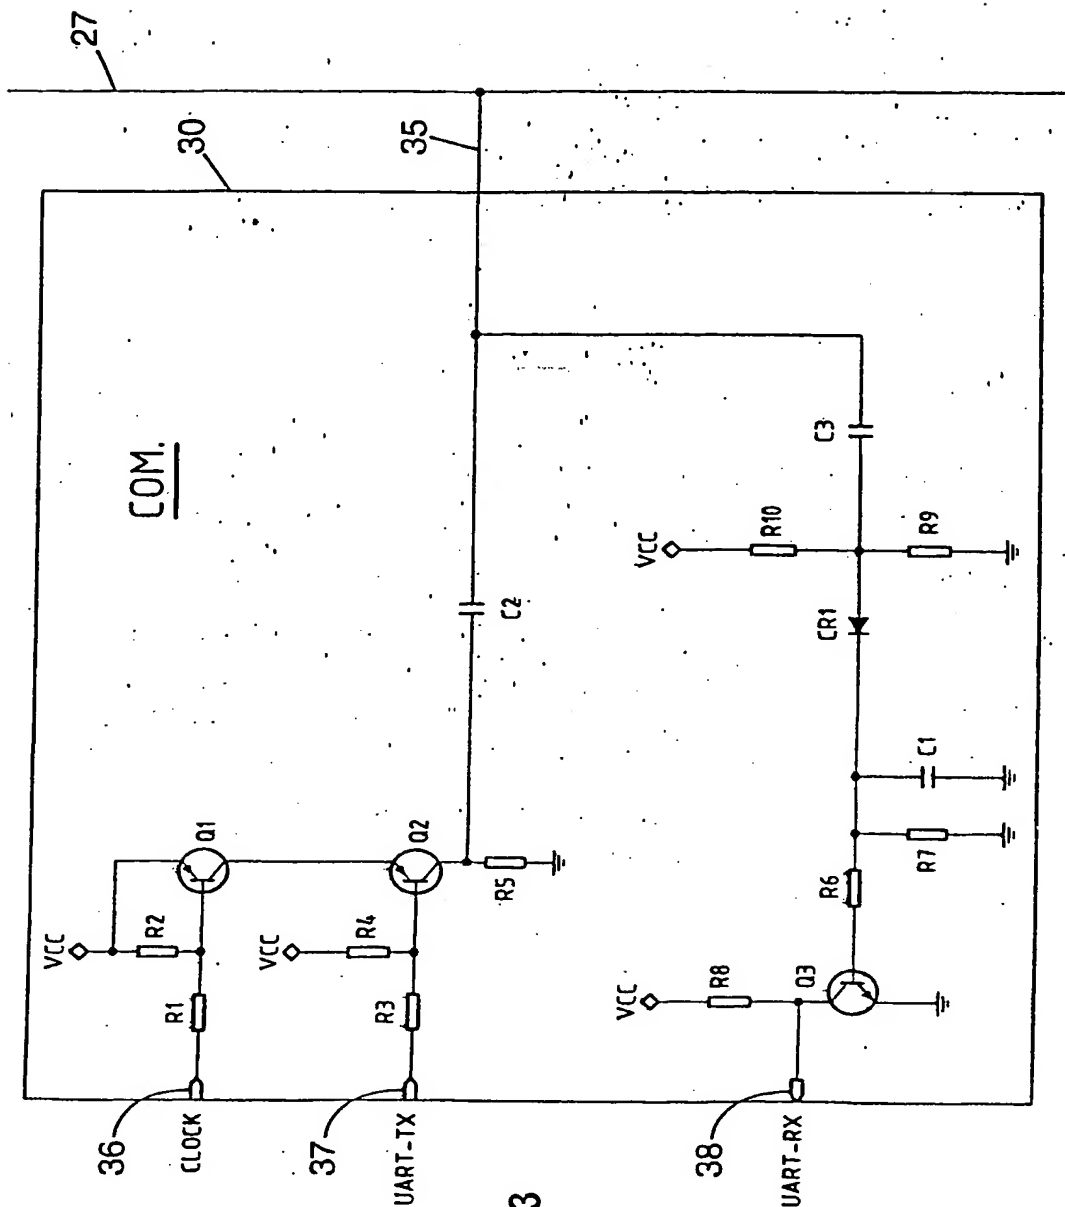 27
30
35
COM.
VCC
R2
Q1
R1
36
CLOCK
VCC
R4
Q2
R3
R5
37
UART-TX
C2
C3
VCC
R10
R9
CR1
C1
R7
R6
VCC
R8
Q3
38
UART-RX
3